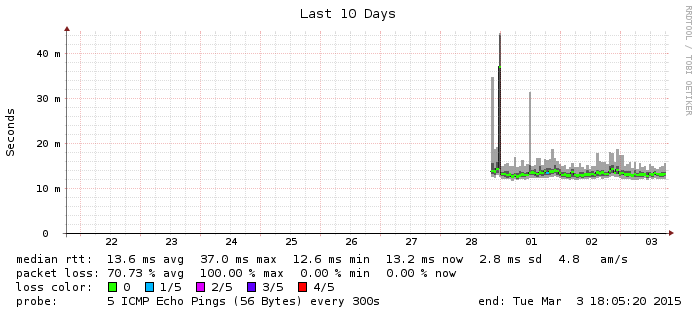 Last 10 Days
RRDTOOL / TOBI OETIKER
Seconds
40 m
30 m
20 m
10 m
0
22 23 24 25 26 27 28 01 02 03
median rtt: 13.6 ms avg 37.0 ms max 12.6 ms min 13.2 ms now 2.8 ms sd 4.8 am/s
packet loss: 70.73 % avg 100.00 % max 0.00 % min 0.00 % now
loss color: 0 1/5 2/5 3/5 4/5
probe: 5 ICMP Echo Pings (56 Bytes) every 300s end: Tue Mar 3 18:05:20 2015